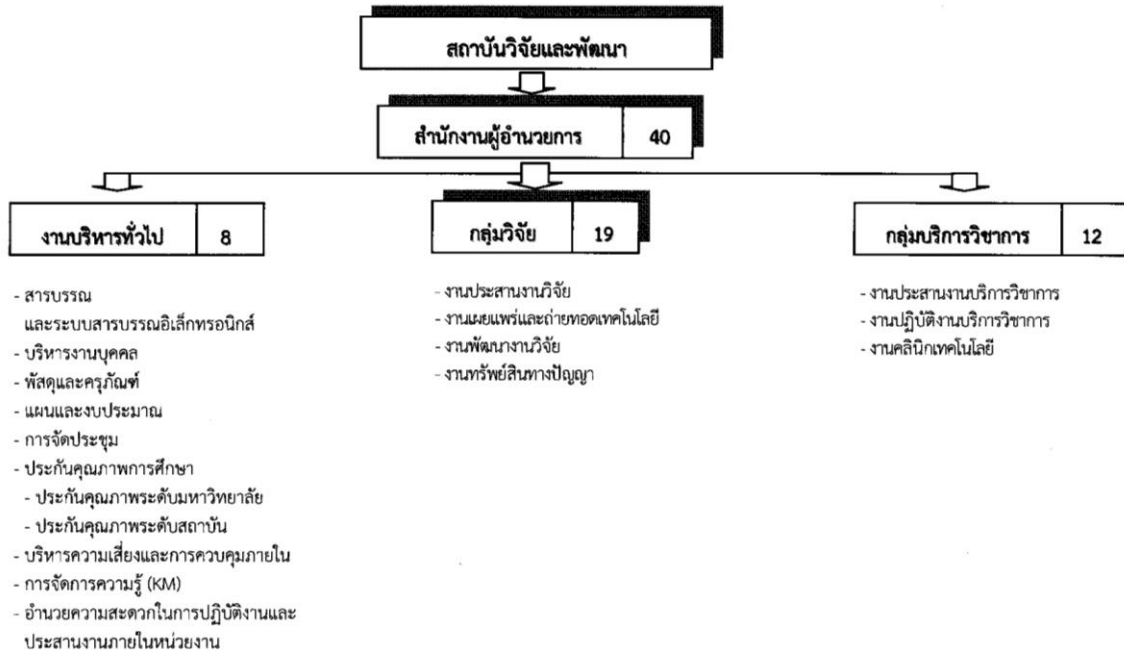 สถาบันวิจัยและพัฒนา
สำนักงานผู้อำนวยการ 40
งานบริหารทั่วไป 8
- สารบรรณ
และระบบสารบรรณอิเล็กทรอนิกส์
- บริหารงานบุคคล
- พัสดุและครุภัณฑ์
- แผนและงบประมาณ
- การจัดประชุม
- ประกันคุณภาพการศึกษา
- ประกันคุณภาพระดับมหาวิทยาลัย
- ประกันคุณภาพระดับสถาบัน
- บริหารความเสี่ยงและการควบคุมภายใน
- การจัดการความรู้ (KM)
- อำนวยความสะดวกในการปฏิบัติงานและ
ประสานงานภายในหน่วยงาน
กลุ่มวิจัย 19
- งานประสานงานวิจัย
- งานเผยแพร่และถ่ายทอดเทคโนโลยี
- งานพัฒนางานวิจัย
- งานทรัพย์สินทางปัญญา
กลุ่มบริการวิชาการ 12
- งานประสานงานบริการวิชาการ
- งานปฏิบัติงานบริการวิชาการ
- งานคลินิกเทคโนโลยี